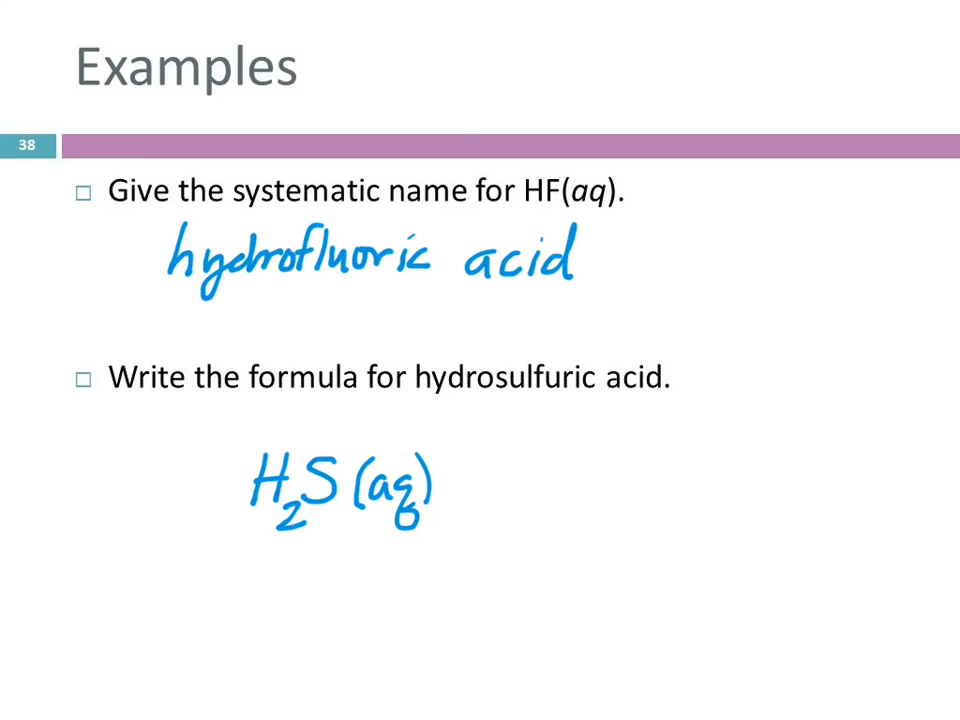 Examples
38
Give the systematic name for HF(aq).
hydrofluoric acid
Write the formula for hydrosulfuric acid.
H₂S (aq)